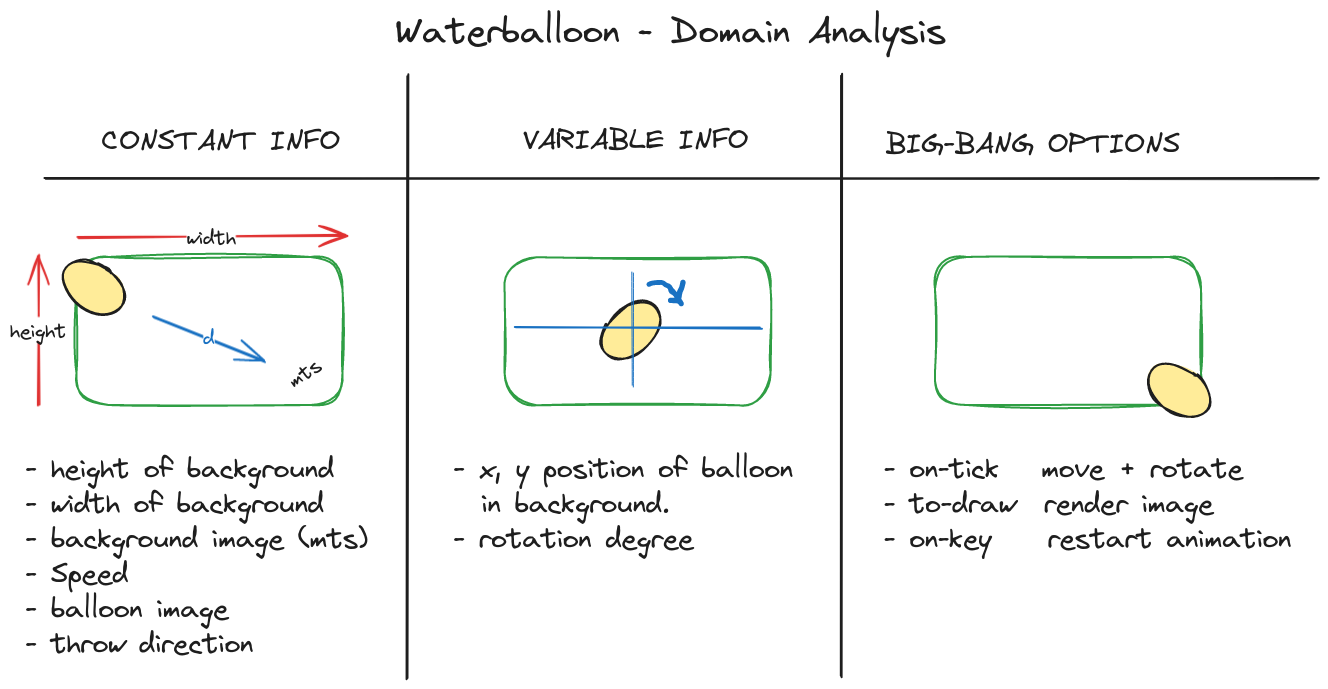 Waterballoon - Domain Analysis
CONSTANT INFO
VARIABLE INFO
BIG-BANG OPTIONS
width
height
d
mts
- height of background
- width of background
- background image (mts)
- Speed
- balloon image
- throw direction
- x, y position of balloon
in background.
- rotation degree
- on-tick move + rotate
- to-draw render image
- on-key restart animation